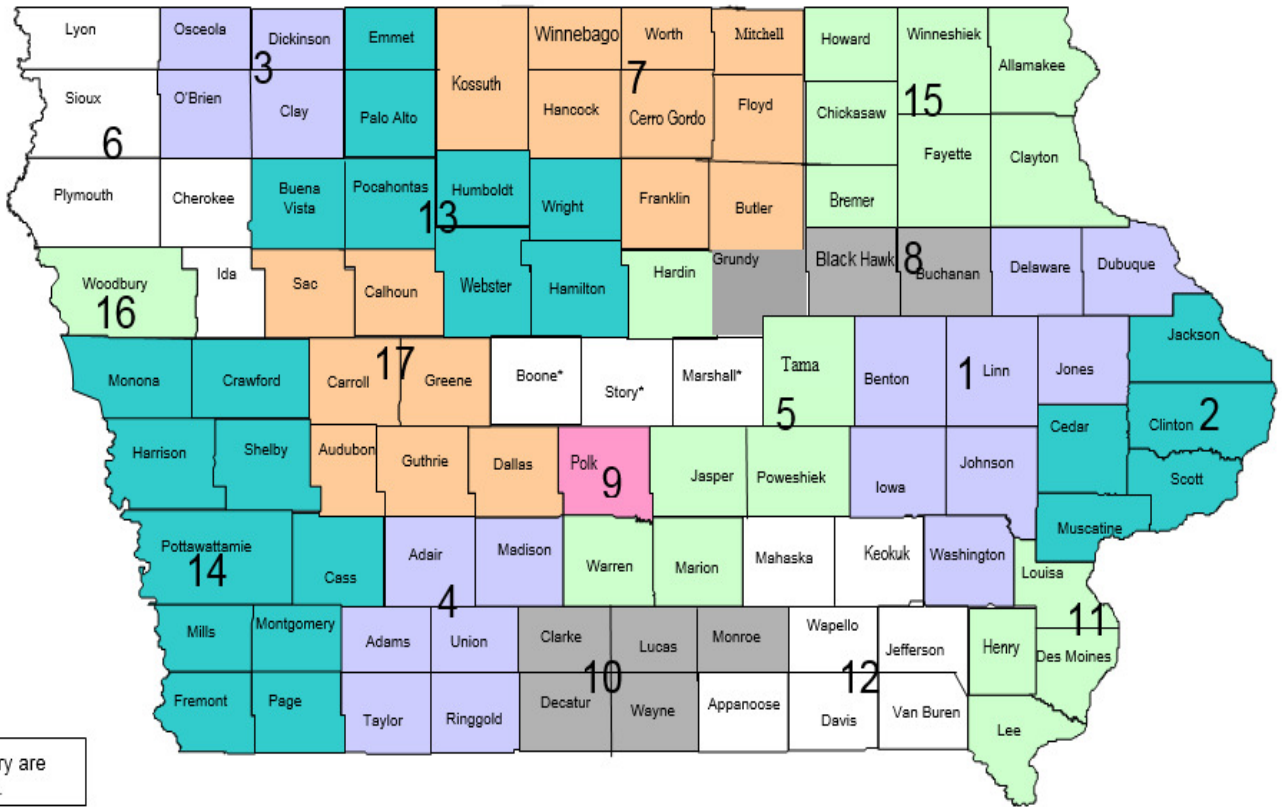 Lyon
Osceola
Dickinson
Emmet
Kossuth
Winnebago
Worth
Mitchell
Howard
Winneshiek
Allamakee
3
7
15
Sioux
O'Brien
Clay
Palo Alto
Hancock
Cerro Gordo
Floyd
Chickasaw
Fayette
Clayton
6
Plymouth
Cherokee
Buena
Vista
Pocahontas
Humboldt
Wright
Franklin
Butler
Bremer
13
Woodbury
Ida
Sac
Calhoun
Webster
Hamilton
Hardin
Grundy
Black Hawk
8
Buchanan
Delaware
Dubuque
16
Jackson
Monona
Crawford
Carroll
17
Greene
Boone*
Story*
Marshall*
Tama
Benton
1
Linn
Jones
5
Harrison
Shelby
Audubon
Guthrie
Dallas
Polk
9
Jasper
Poweshiek
Iowa
Johnson
Cedar
Clinton
2
Scott
Pottawattamie
14
Cass
Adair
Madison
Warren
Marion
Mahaska
Keokuk
Washington
Muscatine
Louisa
4
11
Mills
Montgomery
Adams
Union
Clarke
Lucas
Monroe
Wapello
Jefferson
Henry
Des Moines
10
12
Fremont
Page
Taylor
Ringgold
Decatur
Wayne
Appanoose
Davis
Van Buren
Lee
ry are